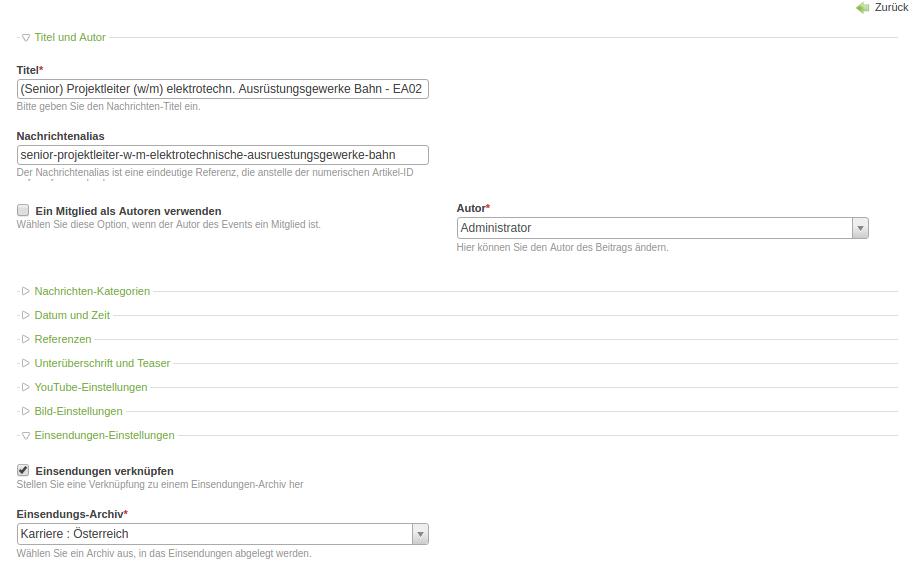 Zurück
Titel und Autor
Titel*
(Senior) Projektleiter (w/m) elektrotechn. Ausrüstungsgewerke Bahn - EA02
Bitte geben Sie den Nachrichten-Titel ein.
Nachrichtenalias
senior-projektleiter-w-m-elektrotechnische-ausruestungsgewerke-bahn
Der Nachrichtenalias ist eine eindeutige Referenz, die anstelle der numerischen Artikel-ID
Ein Mitglied als Autoren verwenden
Wählen Sie diese Option, wenn der Autor des Events ein Mitglied ist.
Autor*
Administrator
Hier können Sie den Autor des Beitrags ändern.
Nachrichten-Kategorien
Datum und Zeit
Referenzen
Unterüberschrift und Teaser
YouTube-Einstellungen
Bild-Einstellungen
Einsendungen-Einstellungen
Einsendungen verknüpfen
Stellen Sie eine Verknüpfung zu einem Einsendungen-Archiv her
Einsendungs-Archiv*
Karriere : Österreich
Wählen Sie ein Archiv aus, in das Einsendungen abgelegt werden.